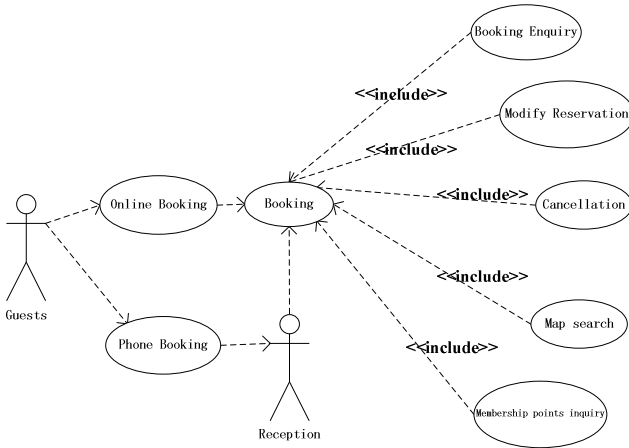 Booking Enquiry
<<include>>
Modify Reservation
<<include>>
Online Booking
Booking
<<include>>
Cancellation
Guests
<<include>>
Map search
Phone Booking
<<include>>
Membership points inquiry
Reception